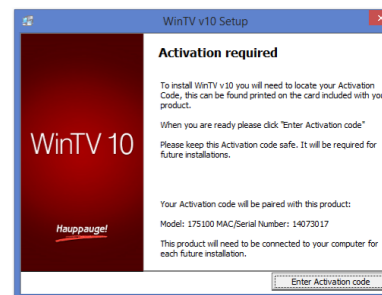 WinTV v10 Setup
Activation required
To install WinTV v10 you will need to locate your Activation
Code, this can be found printed on the card included with you
product.
When you are ready please click "Enter Activation code"
Please keep this Activation code safe. It will be required for
future installations.
WinTV 10
Your Activation code will be paired with this product:
Hauppauge!
Model: 175100 MAC/Serial Number: 14073017
This product will need to be connected to your computer for
each future installation.
Enter Activation code